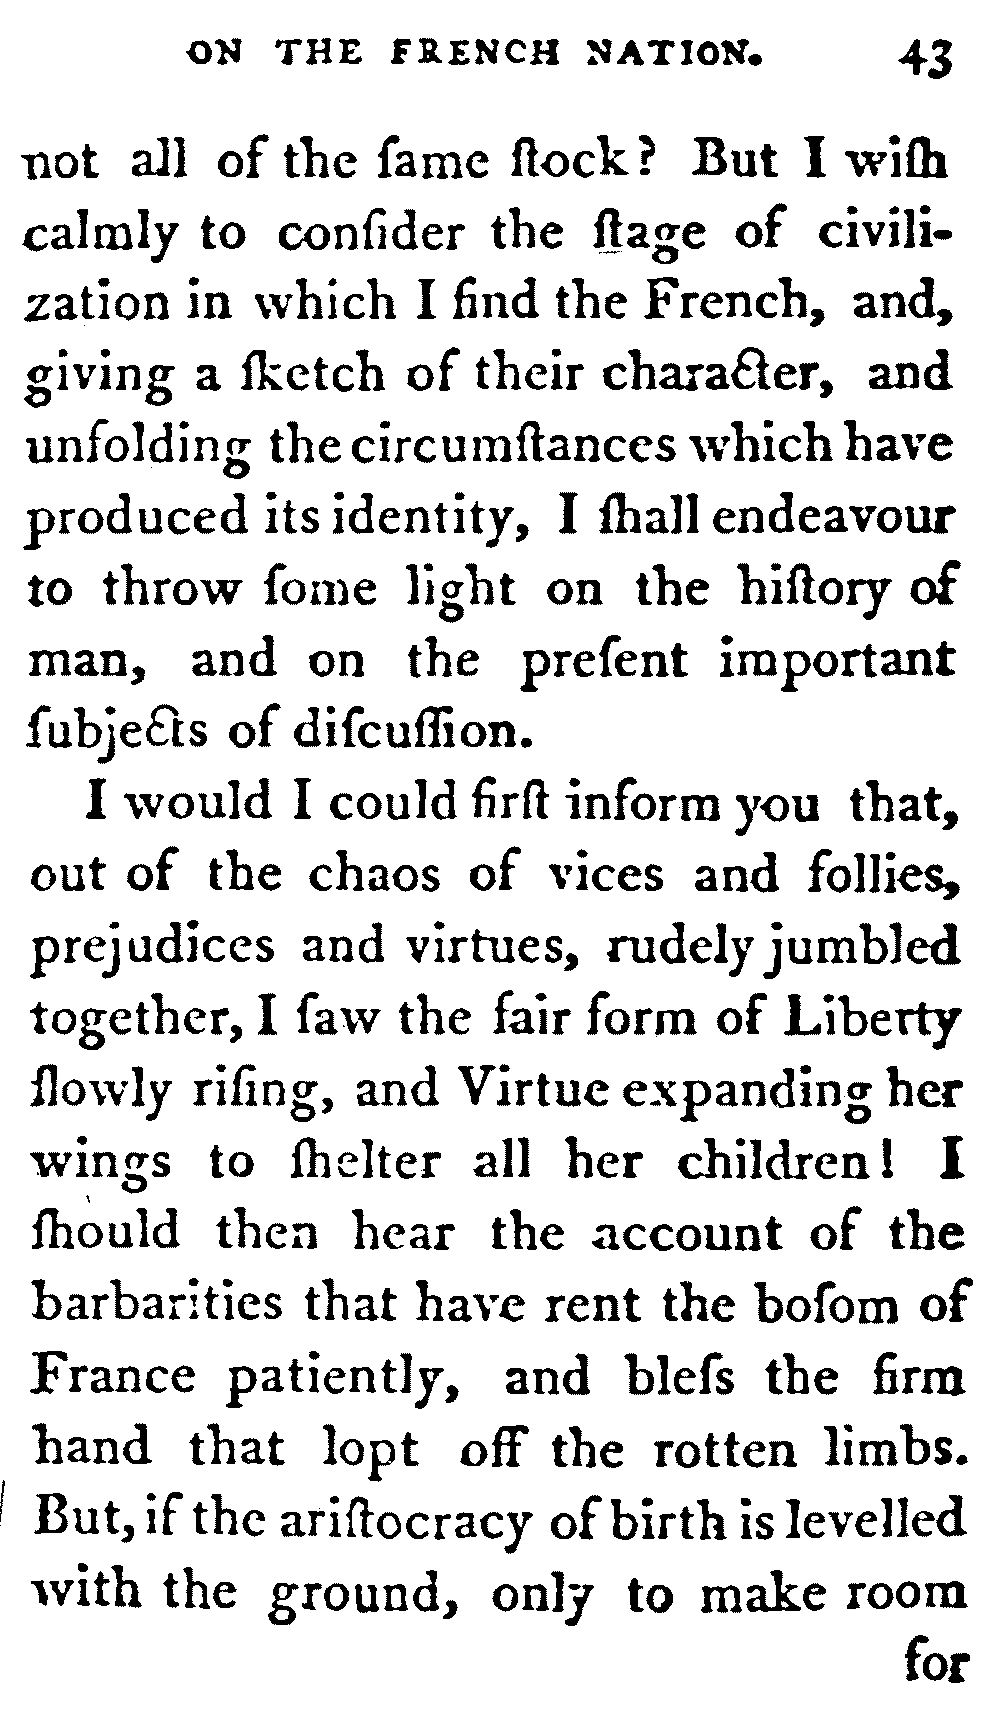 ON THE FRENCH NATION. 43
not all of the ſame ſtock? But I wiſh
calmly to conſider the ſtage of civili-
zation in which I find the French, and,
giving a ſketch of their character, and
unfolding the circumſtances which have
produced its identity, I ſhall endeavour
to throw ſome light on the hiſtory of
man, and on the preſent important
ſubjects of diſcuſſion.
I would I could firſt inform you that,
out of the chaos of vices and follies,
prejudices and virtues, rudely jumbled
together, I ſaw the fair form of Liberty
ſlowly riſing, and Virtue expanding her
wings to ſhelter all her children! I
ſhould then hear the account of the
barbarities that have rent the boſom of
France patiently, and bleſs the firm
hand that lopt off the rotten limbs.
But, if the ariſtocracy of birth is levelled
with the ground, only to make room
for